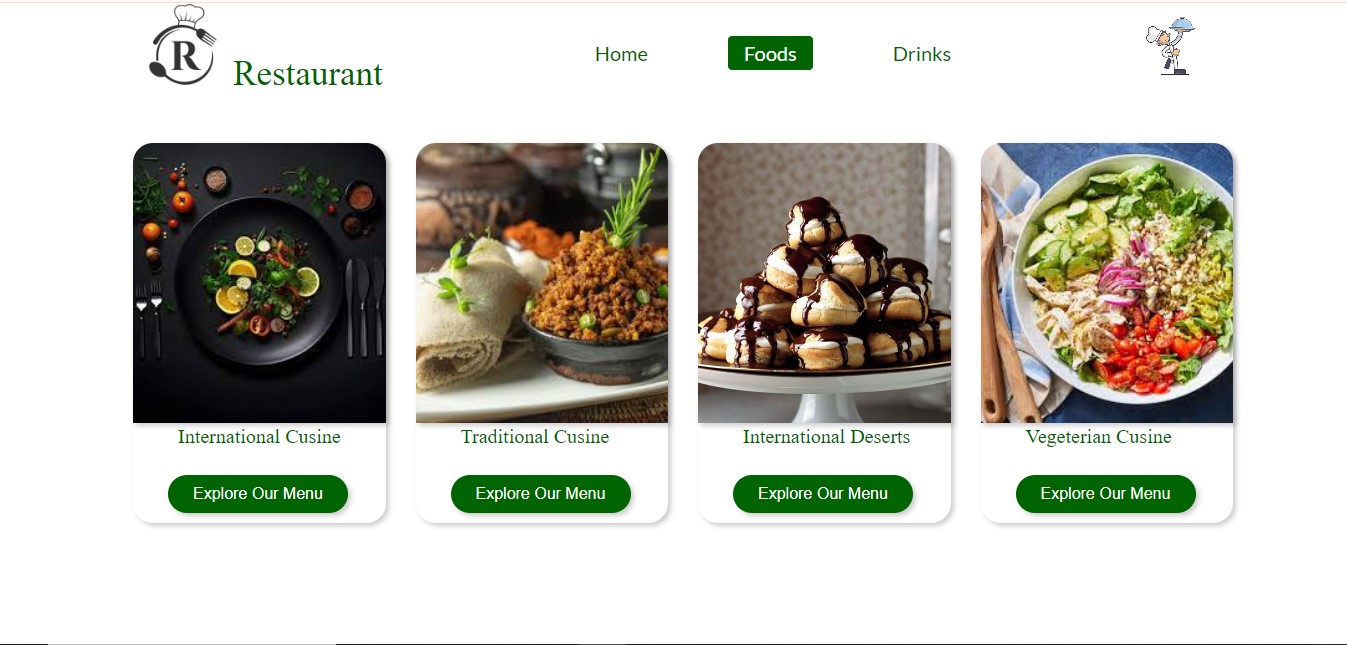 R
Restaurant
Home
Foods
Drinks
International Cusine
Traditional Cusine
International Deserts
Vegeterian Cusine
Explore Our Menu
Explore Our Menu
Explore Our Menu
Explore Our Menu